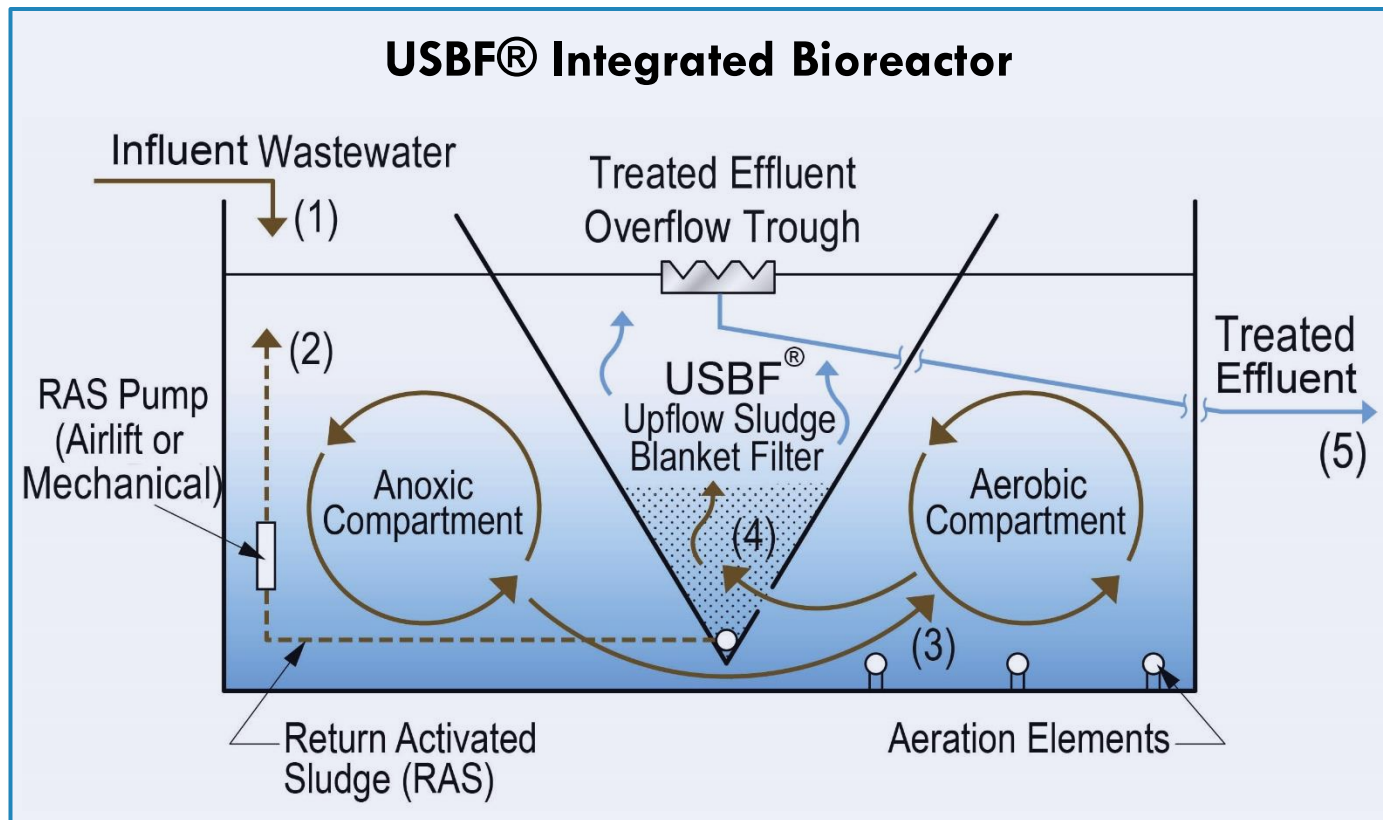 USBF® Integrated Bioreactor
Influent Wastewater
(1)
Treated Effluent
Overflow Trough
(2)
RAS Pump
(Airlift or
Mechanical)
Anoxic
Compartment
USBF®
Upflow Sludge
Blanket Filter
(4)
Aerobic
Compartment
(3)
Treated
Effluent
(5)
Return Activated
Sludge (RAS)
Aeration Elements